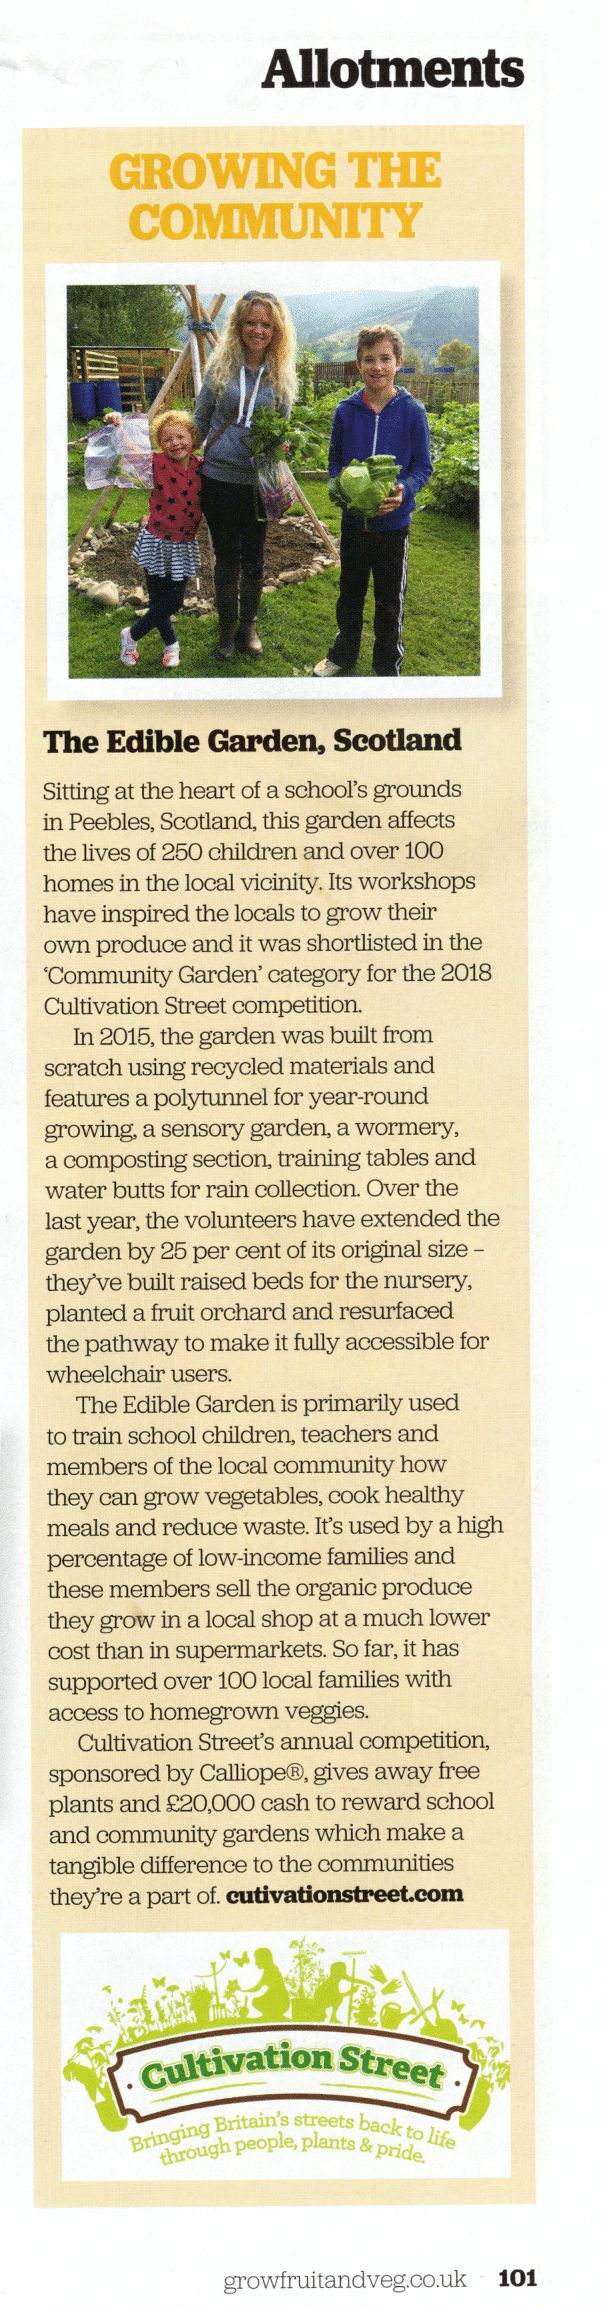 Allotments
GROWING THE
COMMUNITY
The Edible Garden, Scotland
Sitting at the heart of a school's grounds
in Peebles, Scotland, this garden affects
the lives of 250 children and over 100
homes in the local vicinity. Its workshops
have inspired the locals to grow their
own produce and it was shortlisted in the
'Community Garden' category for the 2018
Cultivation Street competition.
In 2015, the garden was built from
scratch using recycled materials and
features a polytunnel for year-round
growing, a sensory garden, a wormery,
a composting section, training tables and
water butts for rain collection. Over the
last year, the volunteers have extended the
garden by 25 per cent of its original size –
they've built raised beds for the nursery,
planted a fruit orchard and resurfaced
the pathway to make it fully accessible for
wheelchair users.
The Edible Garden is primarily used
to train school children, teachers and
members of the local community how
they can grow vegetables, cook healthy
meals and reduce waste. It's used by a high
percentage of low-income families and
these members sell the organic produce
they grow in a local shop at a much lower
cost than in supermarkets. So far, it has
supported over 100 local families with
access to homegrown veggies.
Cultivation Street's annual competition,
sponsored by Calliope®, gives away free
plants and £20,000 cash to reward school
and community gardens which make a
tangible difference to the communities
they're a part of. cutivationstreet.com
Cultivation Street
Bringing Britain's streets back to life
through people, plants & pride.
growfruitandveg.co.uk 101